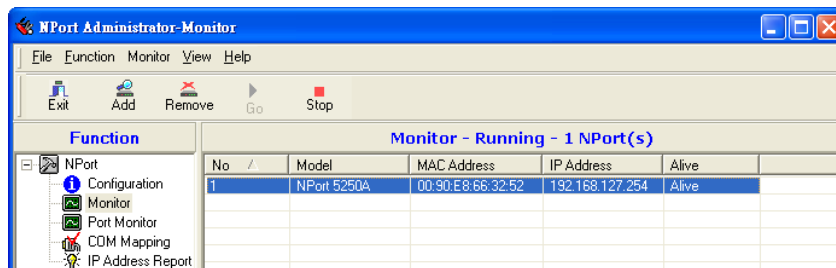 NPort Administrator-Monitor
File Function Monitor View Help
Exit Add Remove Go Stop
Function
Monitor - Running - 1 NPort(s)
NPort
Configuration
Monitor
Port Monitor
COM Mapping
IP Address Report
No Model MAC Address IP Address Alive
1 NPort 5250A 00:90:E8:66:32:52 192.168.127.254 Alive